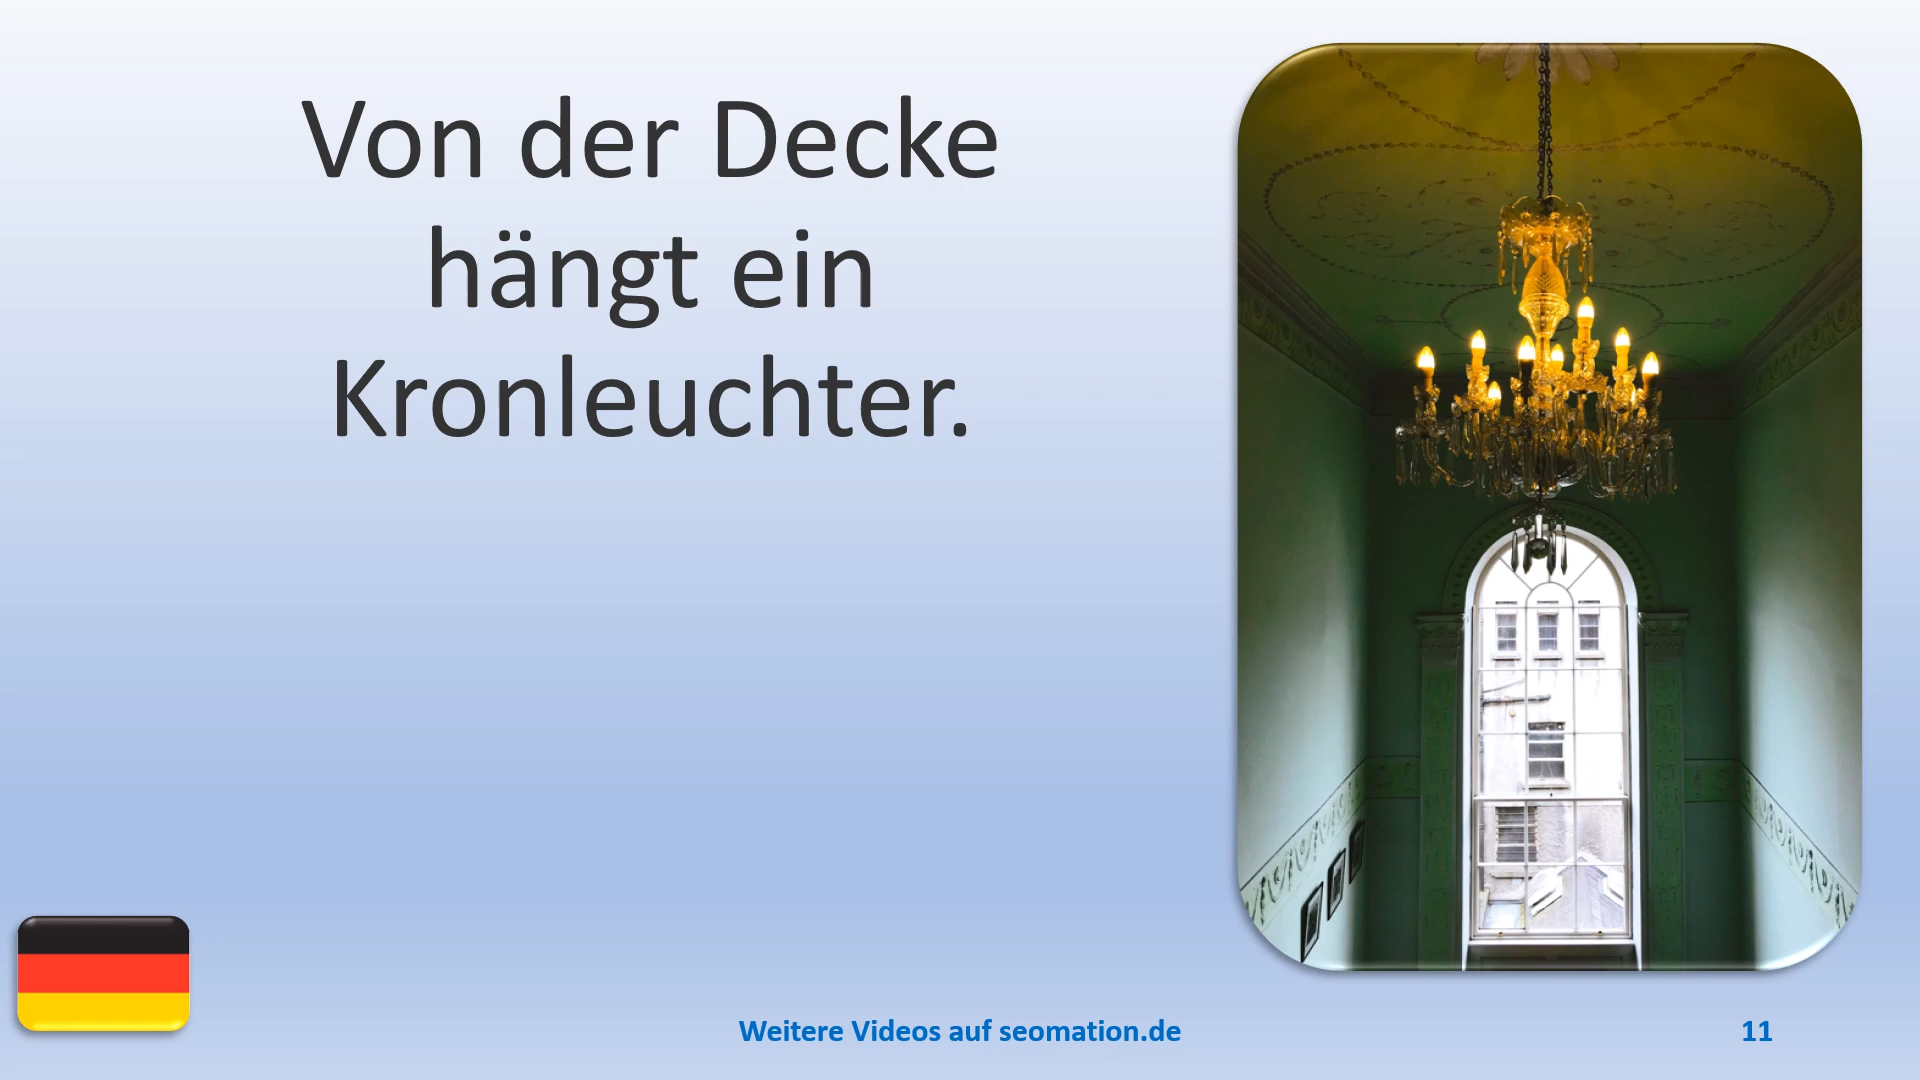 Von der Decke
hängt ein
Kronleuchter.
Weitere Videos auf seomation.de
11